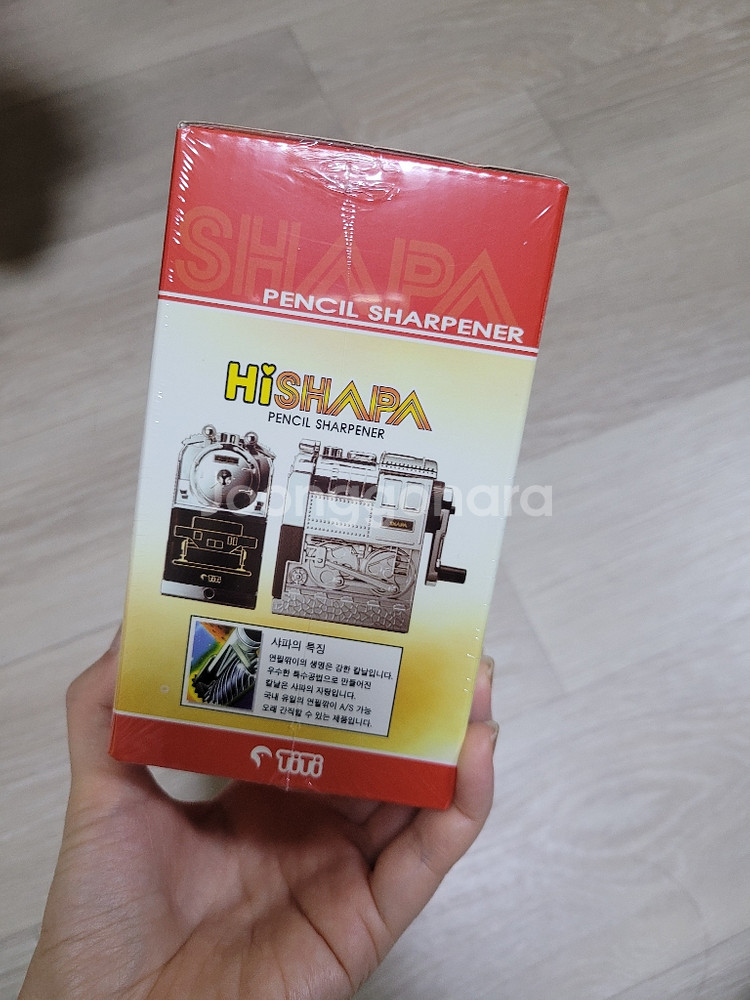 SHAPA
PENCIL SHARPENER
HiSHAPA
PENCIL SHARPENER
joonggonara
SHAPA
TiTi
샤파의 특징
연필깎이의 생명은 강한 칼날입니다.
우수한 특수공법으로 만들어진
칼날은 샤파의 자랑입니다.
국내 유일의 연필깎이 A/S 가능
오래 간직할 수 있는 제품입니다.
TiTi